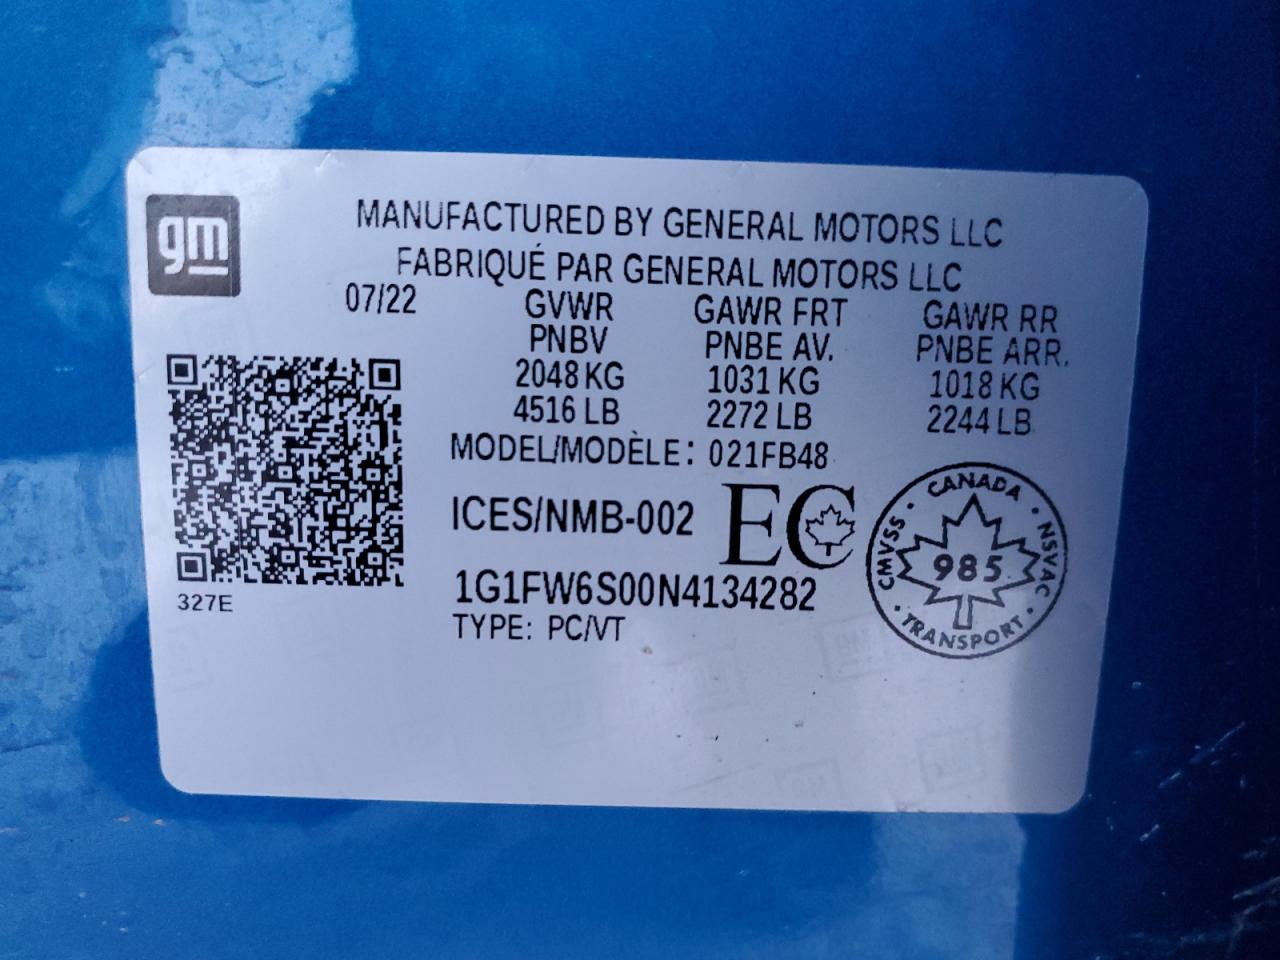 gm
MANUFACTURED BY GENERAL MOTORS LLC
FABRIQUÉ PAR GENERAL MOTORS LLC
07/22 GVWR GAWR FRT GAWR RR
PNBV PNBE AV. PNBE ARR.
2048 KG 1031 KG 1018 KG
4516 LB 2272 LB 2244 LB
MODEL/MODÈLE: 021FB48
ICES/NMB-002 EC
1G1FW6S00N4134282
TYPE: PC/VT
327E
CANADA
CMVSS · NSVAC
985
TRANSPORT